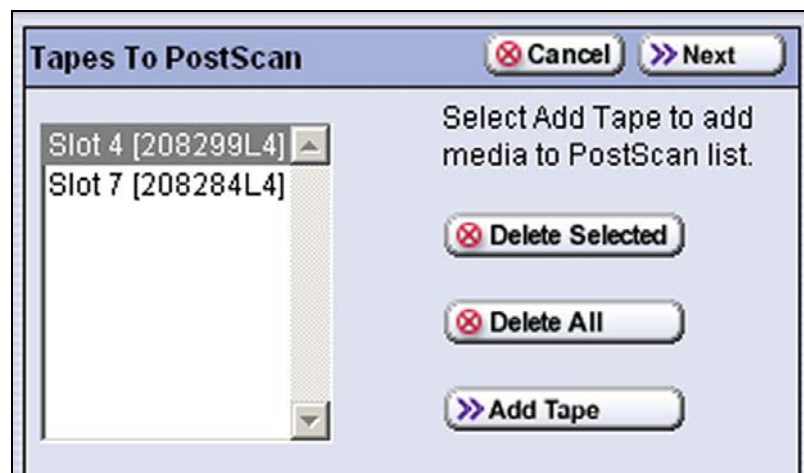 Tapes To PostScan
Cancel
Next
Slot 4 [208299L4]
Slot 7 [208284L4]
Select Add Tape to add
media to PostScan list.
Delete Selected
Delete All
Add Tape